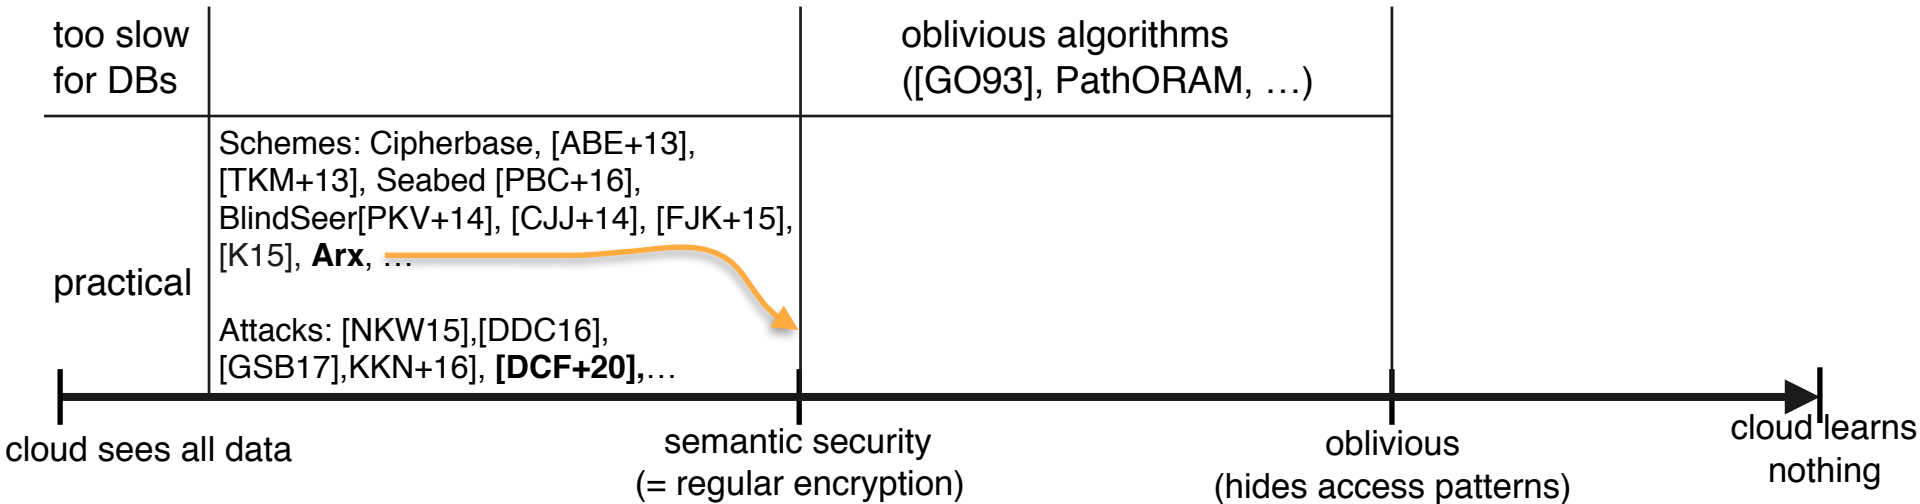 too slow
for DBs
oblivious algorithms
([GO93], PathORAM, …)
practical
Schemes: Cipherbase, [ABE+13],
[TKM+13], Seabed [PBC+16],
BlindSeer[PKV+14], [CJJ+14], [FJK+15],
[K15], Arx, …
Attacks: [NKW15],[DDC16],
[GSB17],KKN+16], [DCF+20],…
cloud sees all data
semantic security
(= regular encryption)
oblivious
(hides access patterns)
cloud learns
nothing